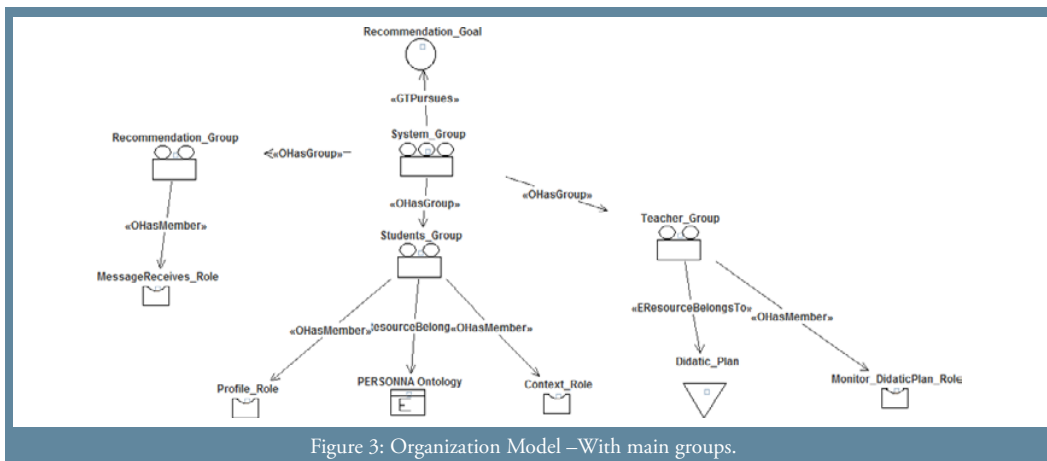 Recommendation_Goal
«GTPursues»
System_Group
Recommendation_Group
«OHasGroup»
«OHasGroup»
«OHasGroup»
Teacher_Group
«OHasMember»
Students_Group
MessageReceives_Role
«OHasMember»
esourceBelong
«OHasMember»
«EResourceBelongsTo»
«OHasMember»
Profile_Role
PERSONNA Ontology
E
Context_Role
Didatic_Plan
Monitor_DidaticPlan_Role
Figure 3: Organization Model –With main groups.